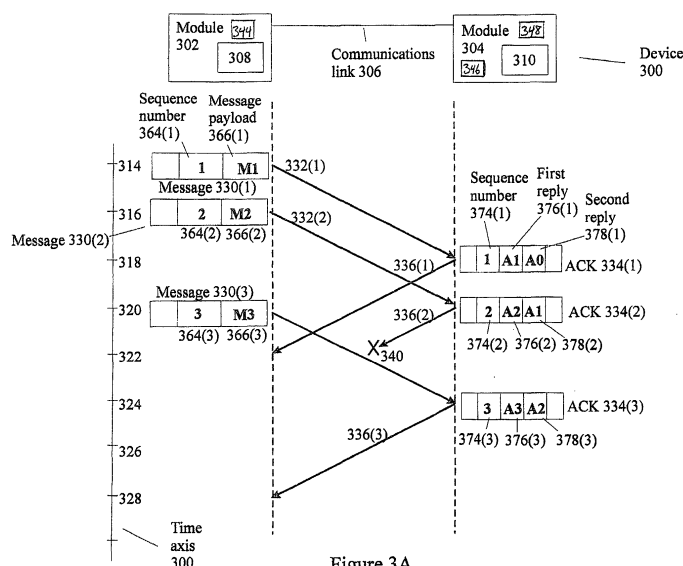 Module 344
302
308
Communications
link 306
Module 348
304
346
310
Device
300
Sequence
number
364(1)
Message
payload
366(1)
314
1 M1
332(1)
Message 330(1)
316
2 M2
332(2)
Message 330(2)
364(2) 366(2)
318
Sequence
number
374(1)
First
reply
376(1)
Second
reply
378(1)
336(1)
1 A1 A0
ACK 334(1)
Message 330(3)
320
3 M3
364(3) 366(3)
336(2)
2 A2 A1
ACK 334(2)
374(2) 376(2) 378(2)
X 340
322
324
3 A3 A2
ACK 334(3)
374(3) 376(3) 378(3)
336(3)
326
328
Time
axis
300
Figure 3A